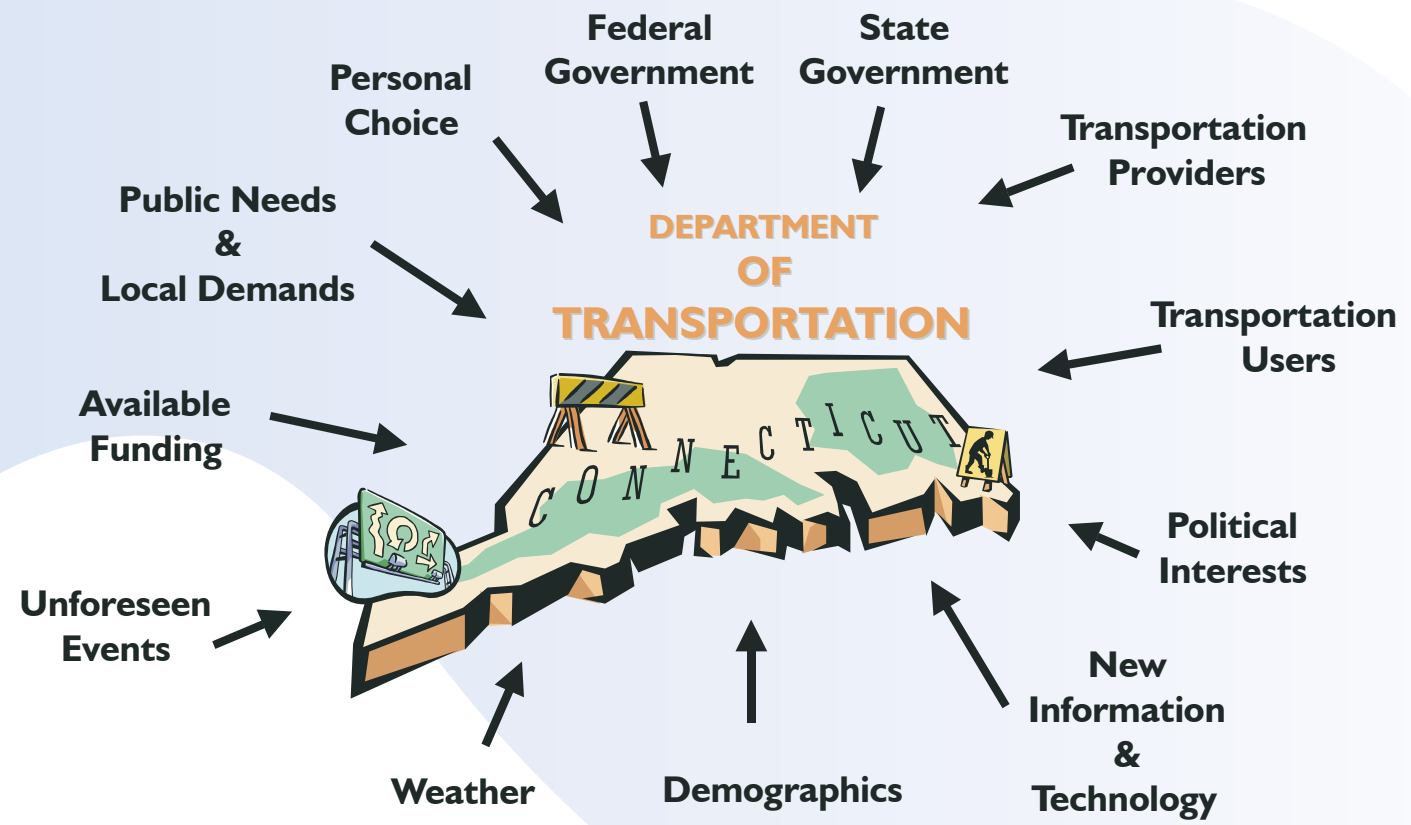 Federal
Government
State
Government
Personal
Choice
Transportation
Providers
Public Needs
&
Local Demands
DEPARTMENT
OF
TRANSPORTATION
Transportation
Users
Available
Funding
CONNECTICUT
Political
Interests
Unforeseen
Events
New
Information
&
Technology
Weather
Demographics